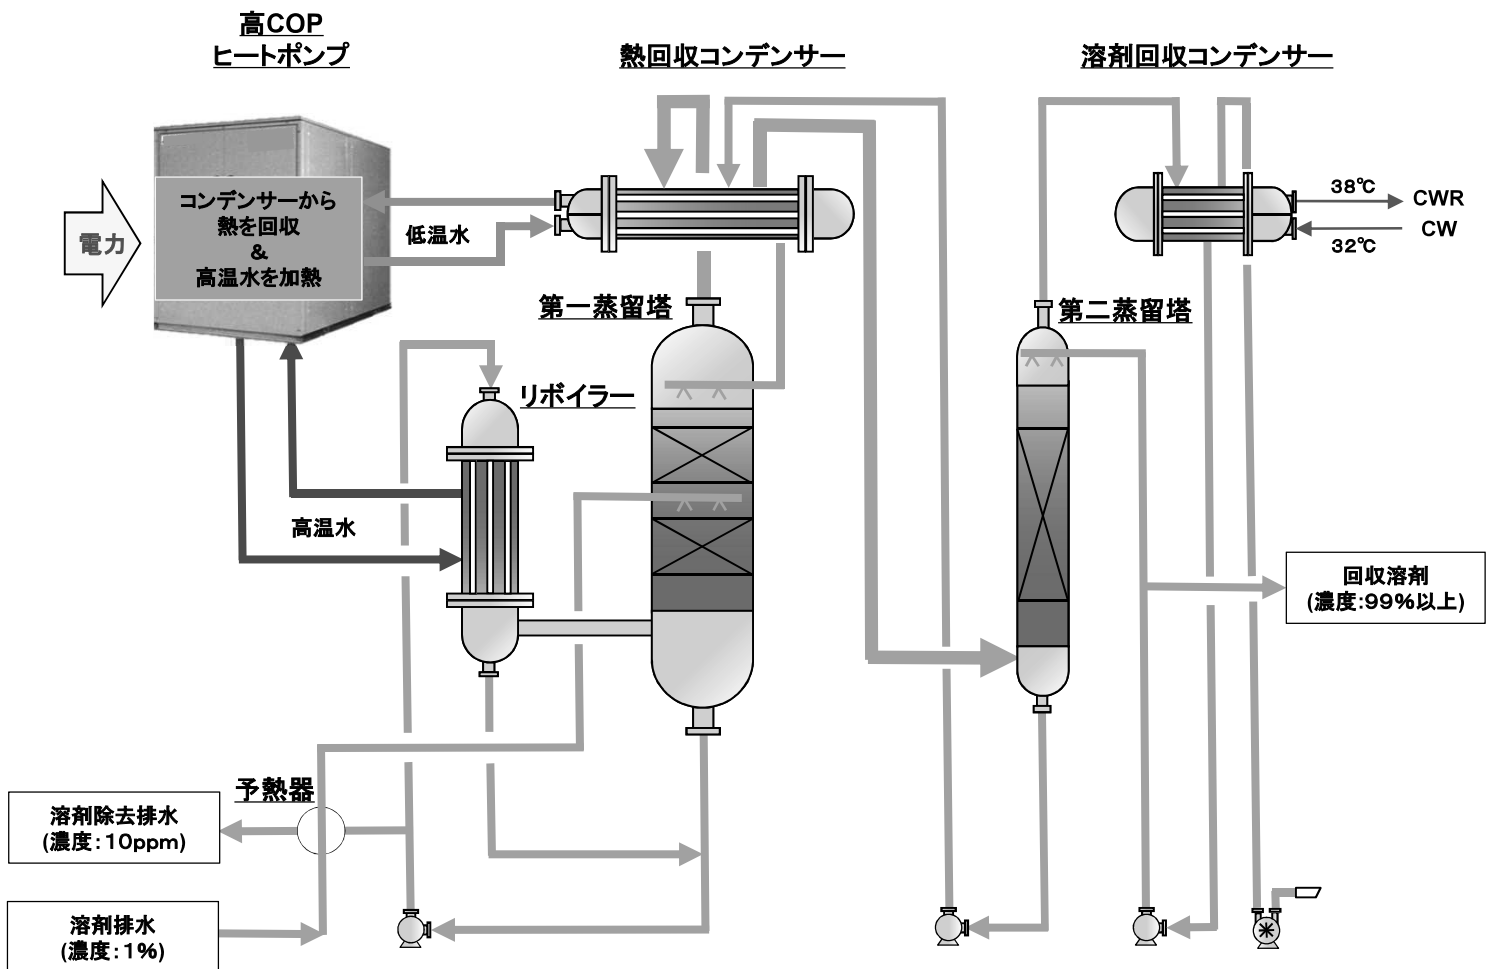 高COP
ヒートポンプ
熱回収コンデンサー
溶剤回収コンデンサー
電力
コンデンサーから
熱を回収
&
高温水を加熱
低温水
38℃
CWR
CW
32℃
第一蒸留塔
第二蒸留塔
リボイラー
高温水
回収溶剤
(濃度:99%以上)
予熱器
溶剤除去排水
(濃度:10ppm)
溶剤排水
(濃度:1%)